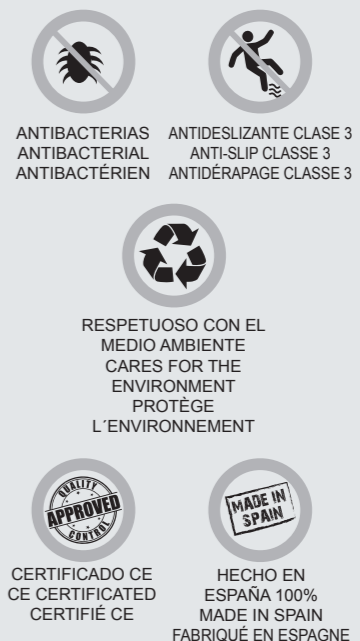 ANTIBACTERIAS
ANTIBACTERIAL
ANTIBACTÉRIEN
ANTIDESLIZANTE CLASE 3
ANTI-SLIP CLASSE 3
ANTIDÉRAPAGE CLASSE 3
RESPETUOSO CON EL
MEDIO AMBIENTE
CARES FOR THE
ENVIRONMENT
PROTÈGE
L´ENVIRONNEMENT
QUALITY
APPROVED
CONTROL
CERTIFICADO CE
CE CERTIFICATED
CERTIFIÉ CE
MADE IN
SPAIN
HECHO EN
ESPAÑA 100%
MADE IN SPAIN
FABRIQUÉ EN ESPAGNE